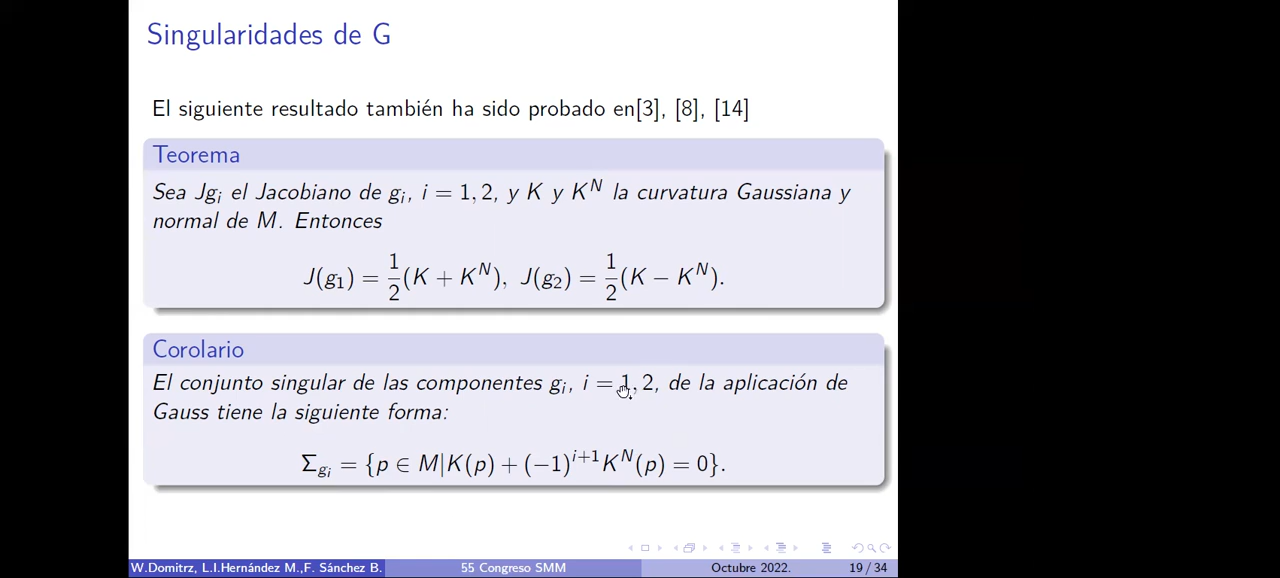 Singularidades de G
El siguiente resultado también ha sido probado en[3], [8], [14]
Teorema
Sea Jg_i el Jacobiano de g_i, i = 1, 2, y K y K^N la curvatura Gaussiana y
normal de M. Entonces
J(g_1) = \frac{1}{2}(K + K^N), J(g_2) = \frac{1}{2}(K − K^N).
Corolario
El conjunto singular de las componentes g_i, i = 1, 2, de la aplicación de
Gauss tiene la siguiente forma:
Σ_{g_i} = {p ∈ M|K(p) + (−1)^{i+1}K^N(p) = 0}.
W.Domitrz, L.I.Hernández M.,F. Sánchez B. 55 Congreso SMM Octubre 2022. 19 / 34